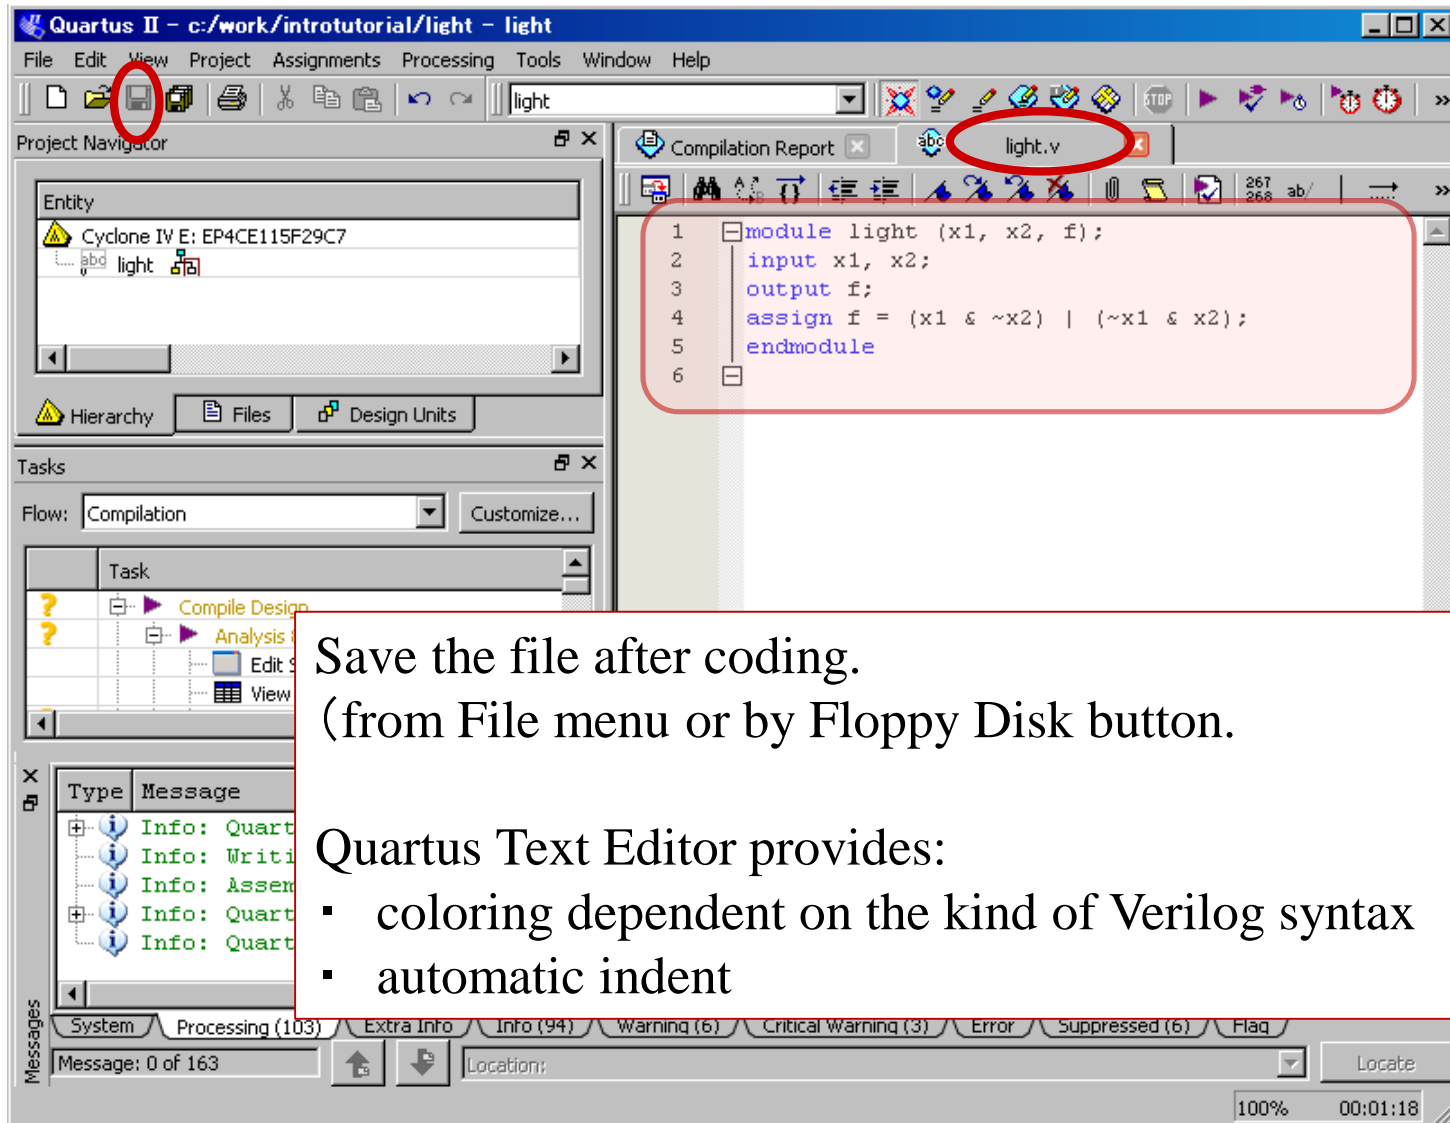 Quartus II - c:/work/introtutorial/light - light
File Edit View Project Assignments Processing Tools Window Help
light
STOP
»
Project Navigator
Compilation Report
abc
light.v
267
268
ab/
»
Entity
Cyclone IV E: EP4CE115F29C7
abc
light
1 module light (x1, x2, f);
2 input x1, x2;
3 output f;
4 assign f = (x1 & ~x2) | (~x1 & x2);
5 endmodule
6
Hierarchy
Files
Design Units
Tasks
Flow: Compilation
Customize...
Task
? Compile Design
? Analysis
Edit
View
Save the file after coding.
（from File menu or by Floppy Disk button.
Quartus Text Editor provides:
・ coloring dependent on the kind of Verilog syntax
・ automatic indent
Type Message
Info: Quart
Info: Writi
Info: Assem
Info: Quart
Info: Quart
Messages
System
Processing (103)
Extra Info
Info (94)
Warning (6)
Critical Warning (3)
Error
Suppressed (6)
Flag
Message: 0 of 163
Location:
Locate
100% 00:01:18